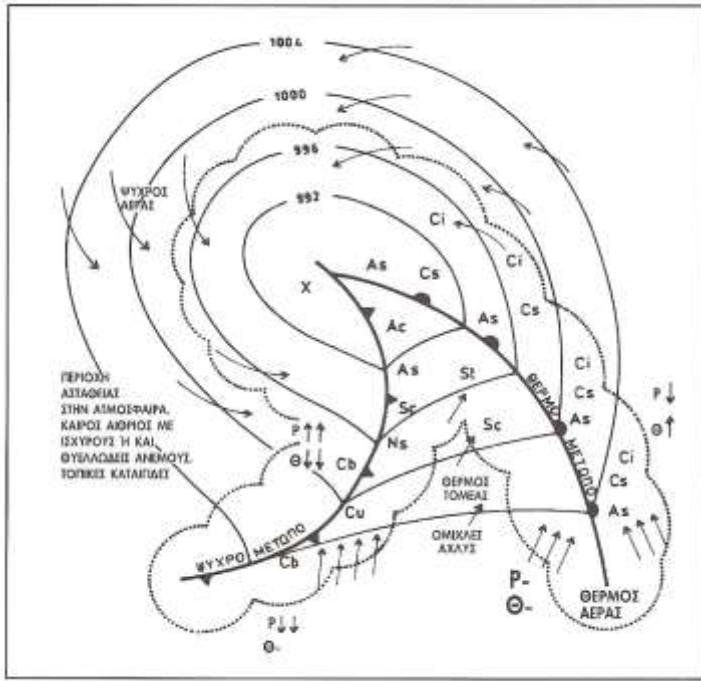 1004
1000
996
992
ΨΥΧΡΟΣ
ΑΕΡΑΣ
Ci
Ci
As
Cs
X
Cs
Ac
As
ΠΕΡΙΟΧΗ
ΑΣΤΑΘΕΙΑΣ
ΣΤΗΝ ΑΤΜΟΣΦΑΙΡΑ.
ΚΑΙΡΟΣ ΑΙΘΡΙΟΣ ΜΕ
ΙΣΧΥΡΟΥΣ Ή ΚΑΙ
ΘΥΕΛΛΩΔΕΙΣ ΑΝΕΜΟΥΣ.
ΤΟΠΙΚΕΣ ΚΑΤΑΙΓΙΔΕΣ
As
St
Ci
Cs
As
P↓
Θ↑
ΘΕΡΜΟ ΜΕΤΩΠΟ
Sc
Sc
P↑↑
Θ↓↓
Ns
Cb
ΘΕΡΜΟΣ
ΤΟΜΕΑΣ
Ci
Cs
As
Cu
ΟΜΙΧΛΕΣ
ΑΧΛΥΣ
ΨΥΧΡΟ ΜΕΤΩΠΟ
Cb
P-
Θ-
ΘΕΡΜΟΣ
ΑΕΡΑΣ
P↓↓
Θ-